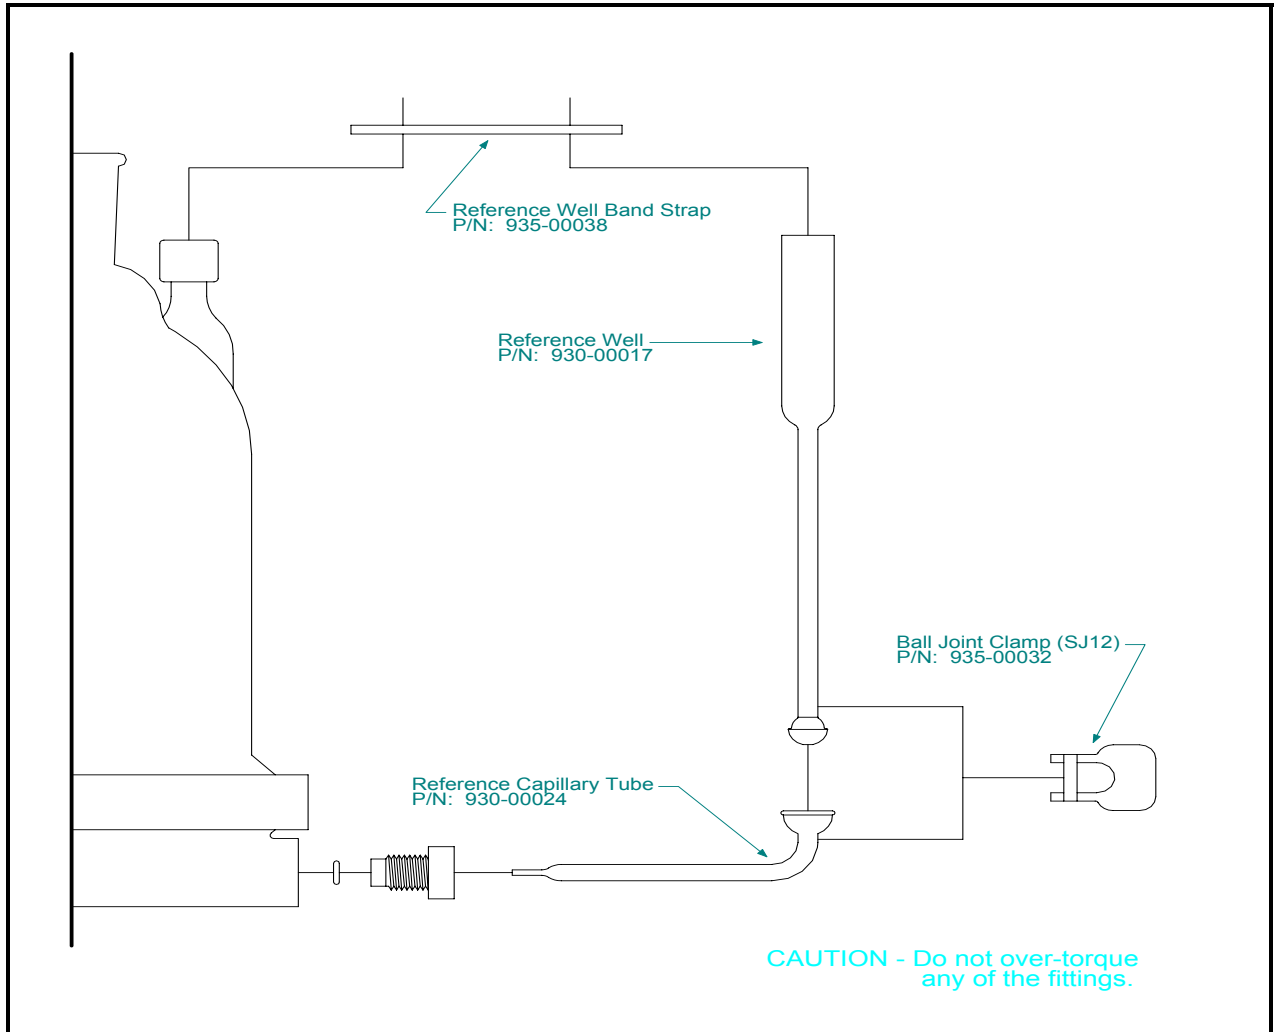 Reference Well Band Strap
P/N: 935-00038
Reference Well
P/N: 930-00017
Ball Joint Clamp (SJ12)
P/N: 935-00032
Reference Capillary Tube
P/N: 930-00024
CAUTION - Do not over-torque
any of the fittings.